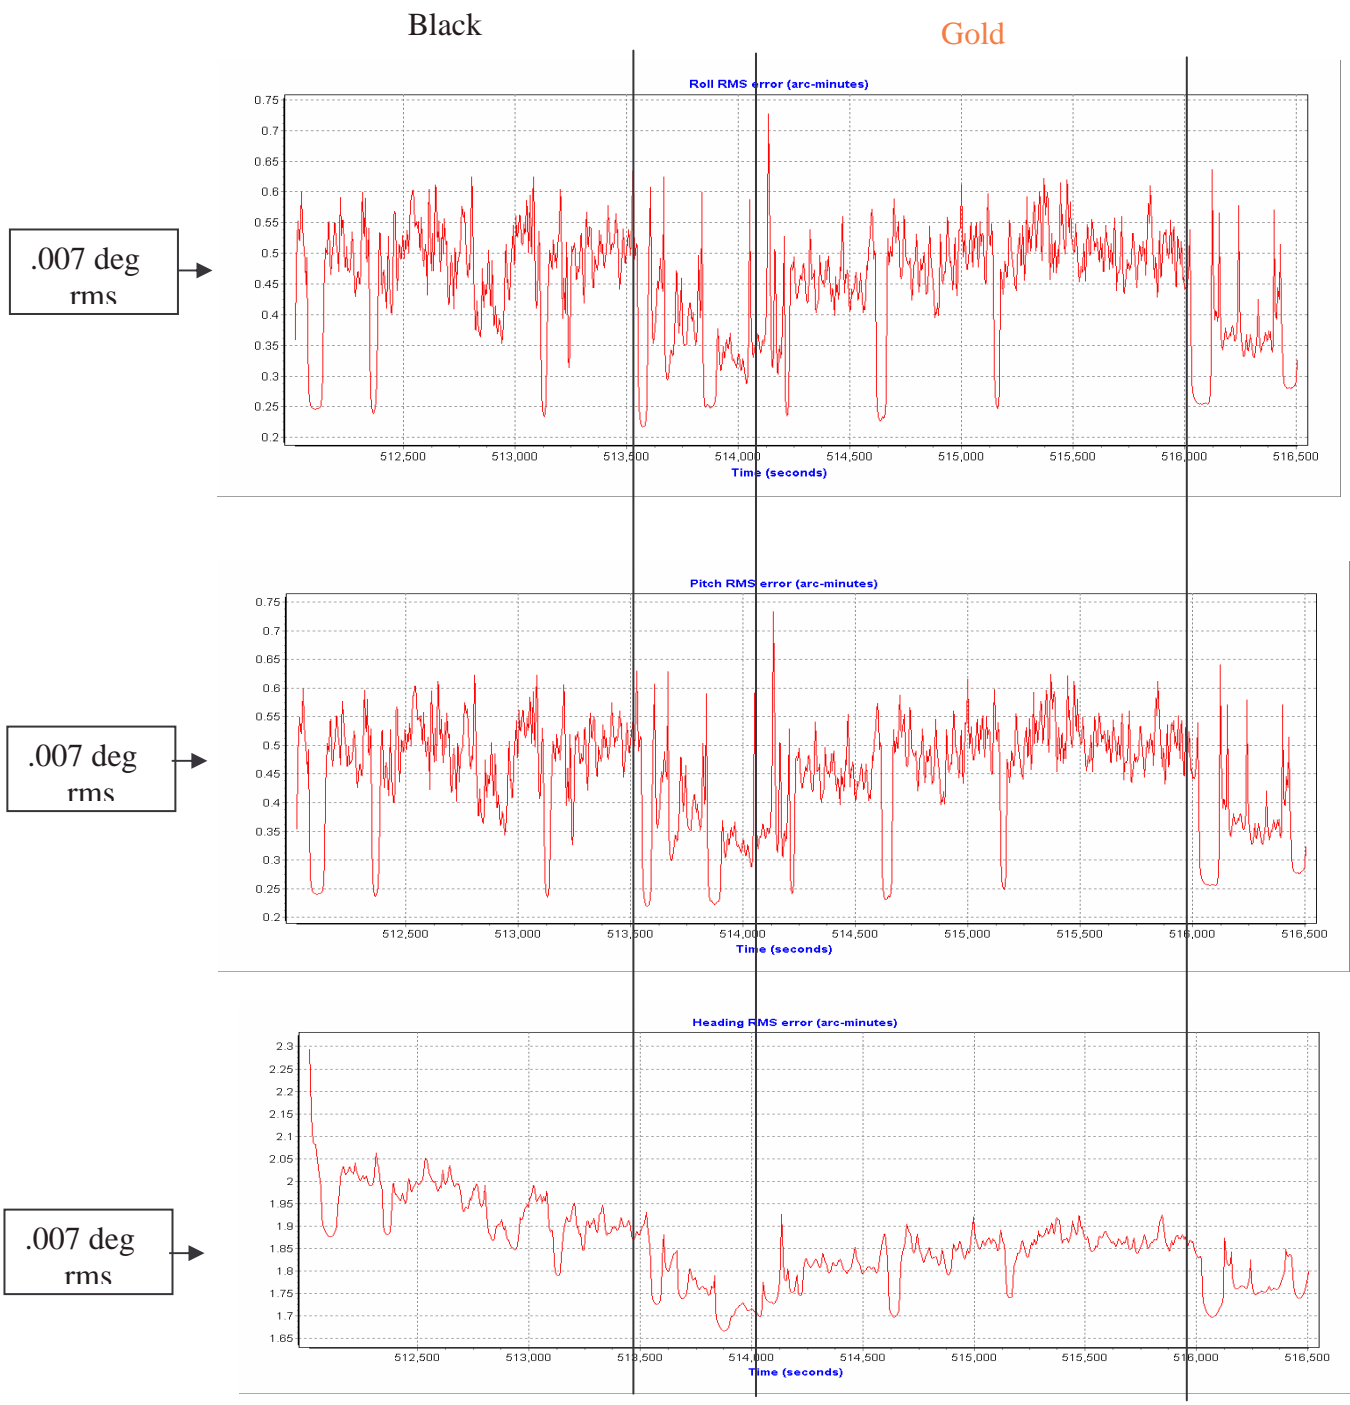 Black
Gold
Roll RMS error (arc-minutes)
0.75
0.7
0.65
0.6
0.55
0.5
0.45
0.4
0.35
0.3
0.25
0.2
512,500 513,000 513,500 514,000 514,500 515,000 515,500 516,000 516,500
Time (seconds)
.007 deg
rms
Pitch RMS error (arc-minutes)
0.75
0.7
0.65
0.6
0.55
0.5
0.45
0.4
0.35
0.3
0.25
0.2
512,500 513,000 513,500 514,000 514,500 515,000 515,500 516,000 516,500
Time (seconds)
.007 deg
rms
Heading RMS error (arc-minutes)
2.3
2.25
2.2
2.15
2.1
2.05
2
1.95
1.9
1.85
1.8
1.75
1.7
1.65
512,500 513,000 513,500 514,000 514,500 515,000 515,500 516,000 516,500
Time (seconds)
.007 deg
rms